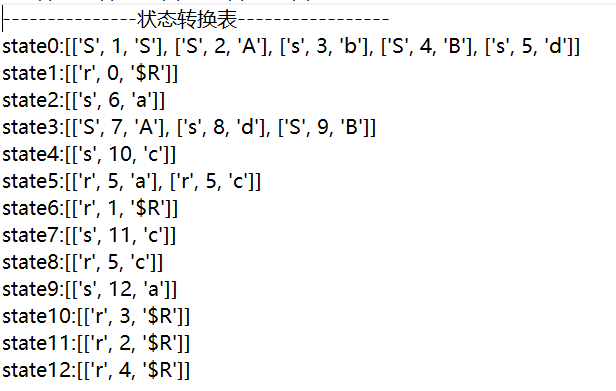 ---------------状态转换表-----------------
state0:[['S', 1, 'S'], ['S', 2, 'A'], ['s', 3, 'b'], ['S', 4, 'B'], ['s', 5, 'd']]
state1:[['r', 0, '$R']]
state2:[['s', 6, 'a']]
state3:[['S', 7, 'A'], ['s', 8, 'd'], ['S', 9, 'B']]
state4:[['s', 10, 'c']]
state5:[['r', 5, 'a'], ['r', 5, 'c']]
state6:[['r', 1, '$R']]
state7:[['s', 11, 'c']]
state8:[['r', 5, 'c']]
state9:[['s', 12, 'a']]
state10:[['r', 3, '$R']]
state11:[['r', 2, '$R']]
state12:[['r', 4, '$R']]